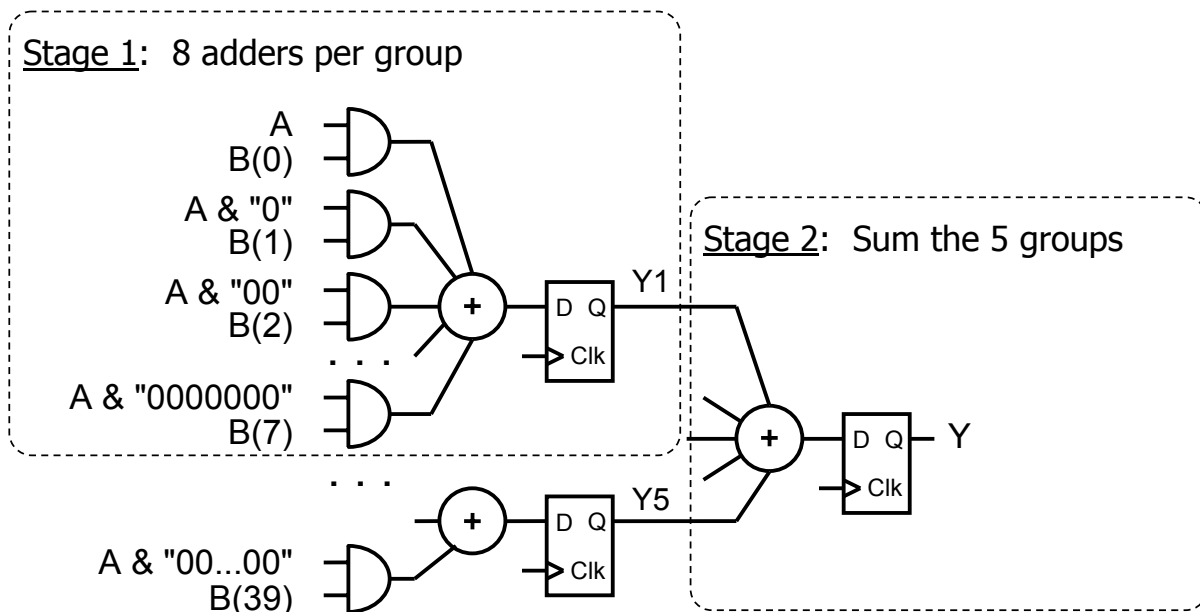 Stage 1: 8 adders per group
A
B(0)
A & "0"
B(1)
A & "00"
B(2)
. . .
A & "0000000"
B(7)
+
D Q
Clk
Y1
Stage 2: Sum the 5 groups
+
D Q
Clk
Y
. . .
A & "00...00"
B(39)
+
D Q
Clk
Y5